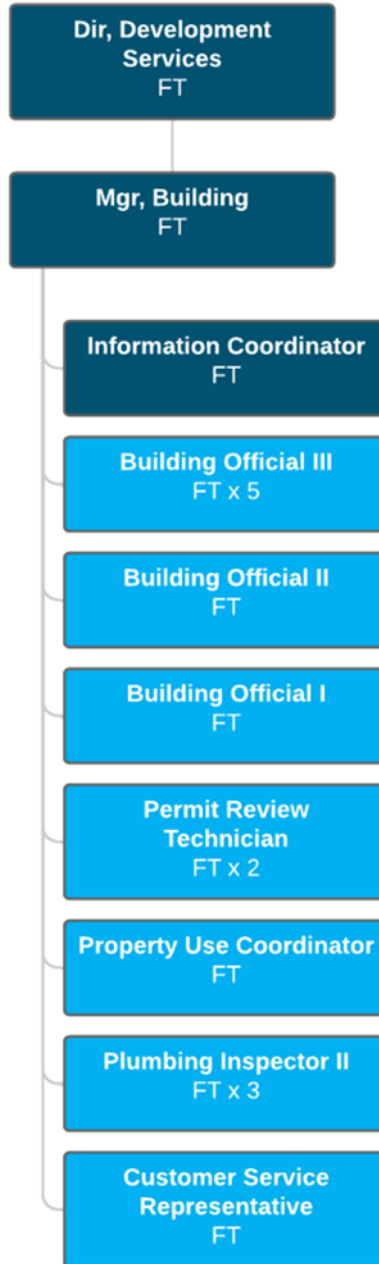 Dir, Development
Services
FT
Mgr, Building
FT
Information Coordinator
FT
Building Official III
FT x 5
Building Official II
FT
Building Official I
FT
Permit Review
Technician
FT x 2
Property Use Coordinator
FT
Plumbing Inspector II
FT x 3
Customer Service
Representative
FT